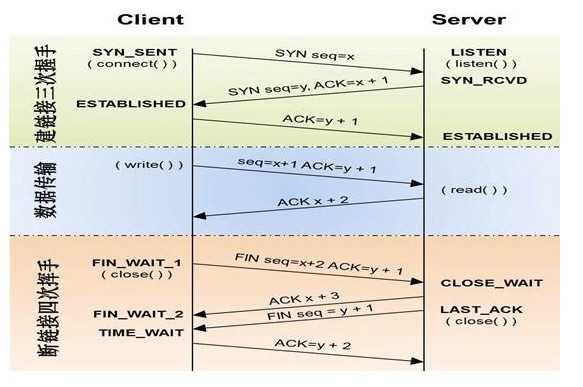 Client
Server
建链接三次握手
SYN_SENT
( connect( ) )
SYN seq=x
LISTEN
( listen( ) )
SYN_RCVD
SYN seq=y, ACK=x + 1
ESTABLISHED
ACK=y + 1
ESTABLISHED
数据传输
( write( ) )
seq=x+1 ACK=y + 1
( read( ) )
ACK x + 2
断链接四次挥手
FIN_WAIT_1
( close( ) )
FIN seq=x+2 ACK=y + 1
CLOSE_WAIT
ACK x + 3
FIN_WAIT_2
FIN seq = y + 1
LAST_ACK
( close( ) )
TIME_WAIT
ACK=y + 2